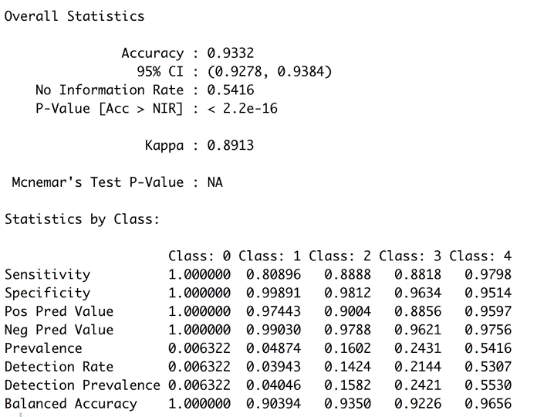 Overall Statistics
Accuracy : 0.9332
95% CI : (0.9278, 0.9384)
No Information Rate : 0.5416
P-Value [Acc > NIR] : < 2.2e-16
Kappa : 0.8913
Mcnemar's Test P-Value : NA
Statistics by Class:
Class: 0 Class: 1 Class: 2 Class: 3 Class: 4
Sensitivity 1.000000 0.80896 0.8888 0.8818 0.9798
Specificity 1.000000 0.99891 0.9812 0.9634 0.9514
Pos Pred Value 1.000000 0.97443 0.9004 0.8856 0.9597
Neg Pred Value 1.000000 0.99030 0.9788 0.9621 0.9756
Prevalence 0.006322 0.04874 0.1602 0.2431 0.5416
Detection Rate 0.006322 0.03943 0.1424 0.2144 0.5307
Detection Prevalence 0.006322 0.04046 0.1582 0.2421 0.5530
Balanced Accuracy 1.000000 0.90394 0.9350 0.9226 0.9656